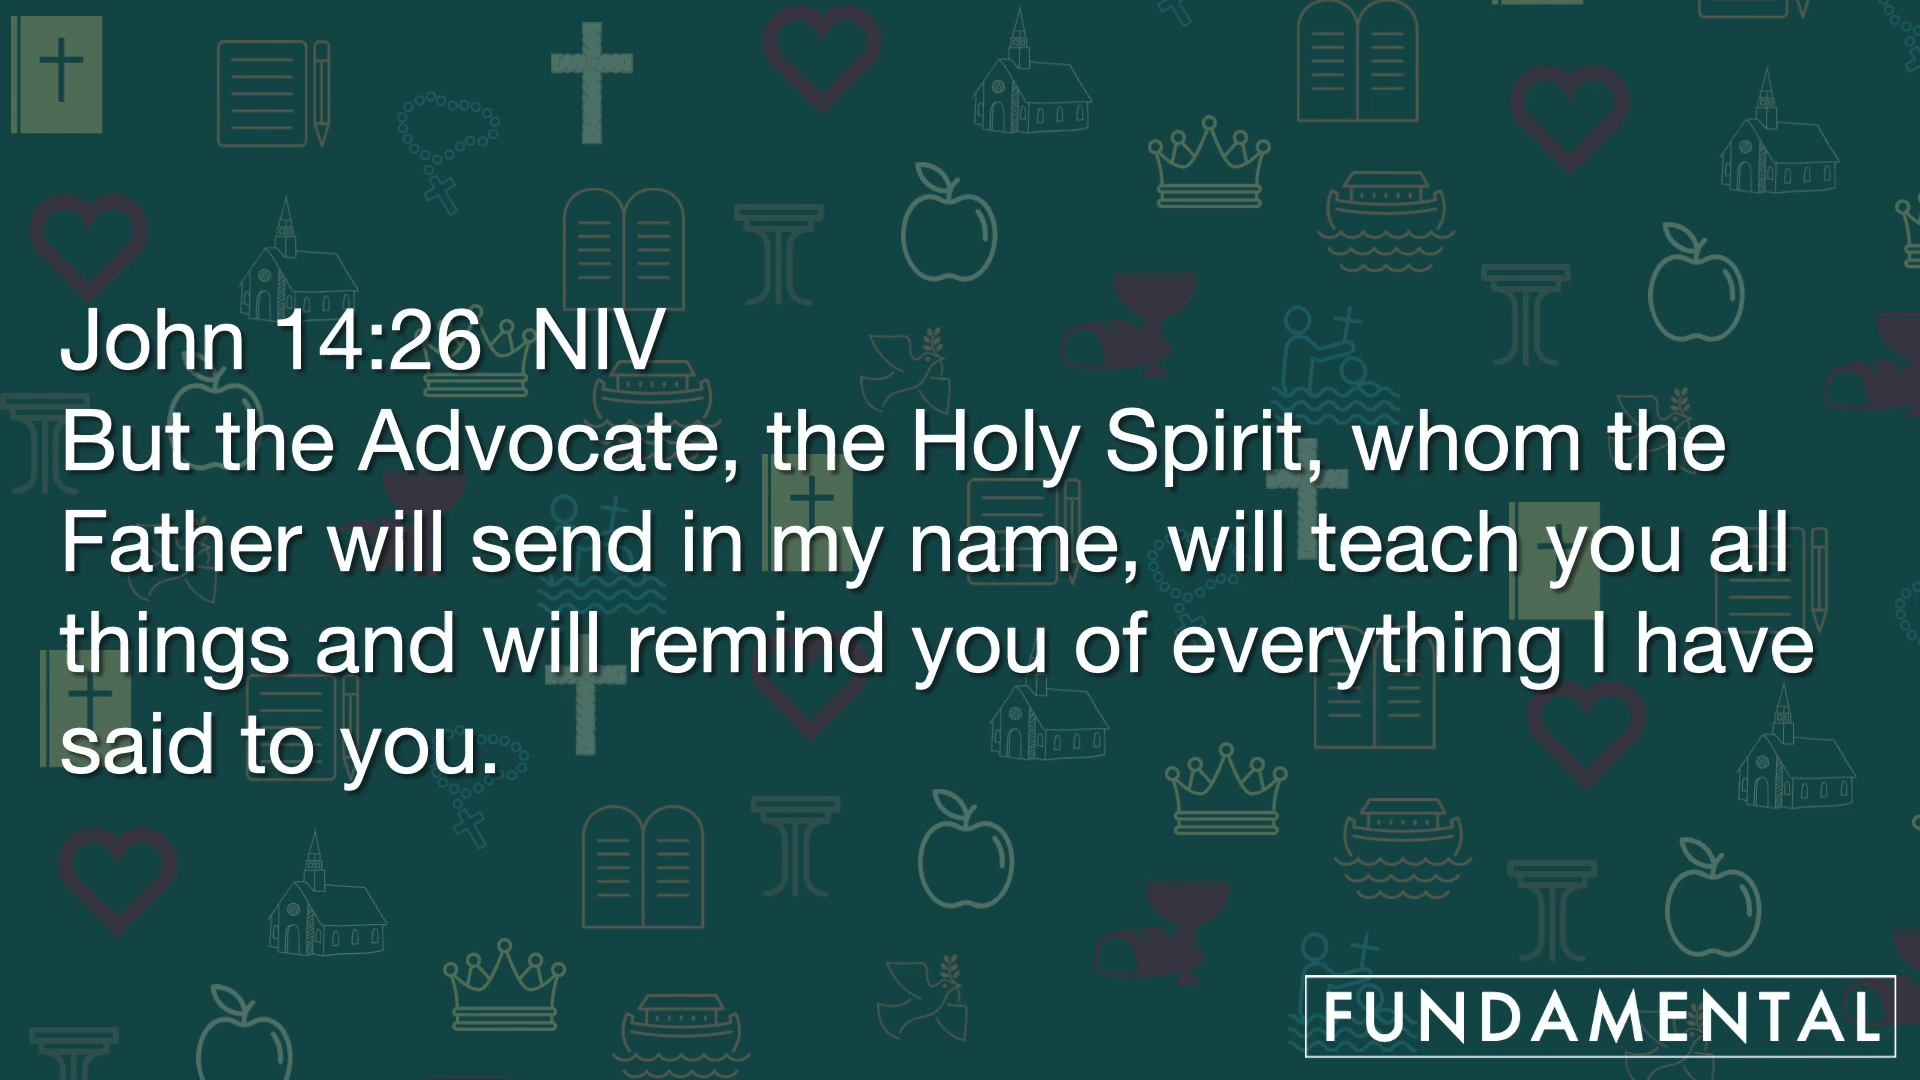 John 14:26  NIV
But the Advocate, the Holy Spirit, whom the
Father will send in my name, will teach you all
things and will remind you of everything I have
said to you.
FUNDAMENTAL